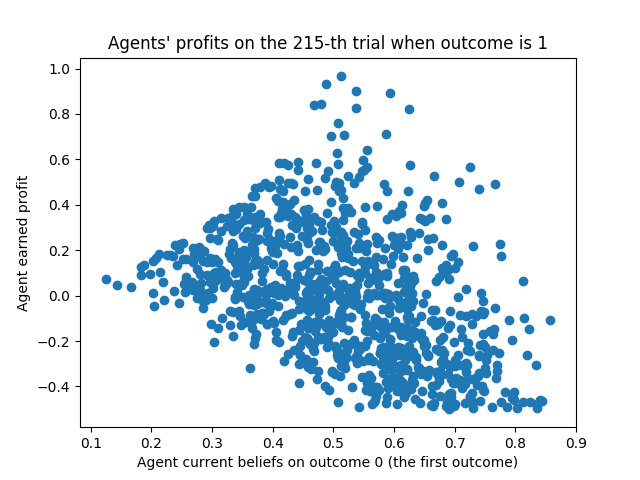 Agents' profits on the 215-th trial when outcome is 1
1.0
0.8
0.6
0.4
0.2
0.0
−0.2
−0.4
Agent earned profit
0.1 0.2 0.3 0.4 0.5 0.6 0.7 0.8 0.9
Agent current beliefs on outcome 0 (the first outcome)